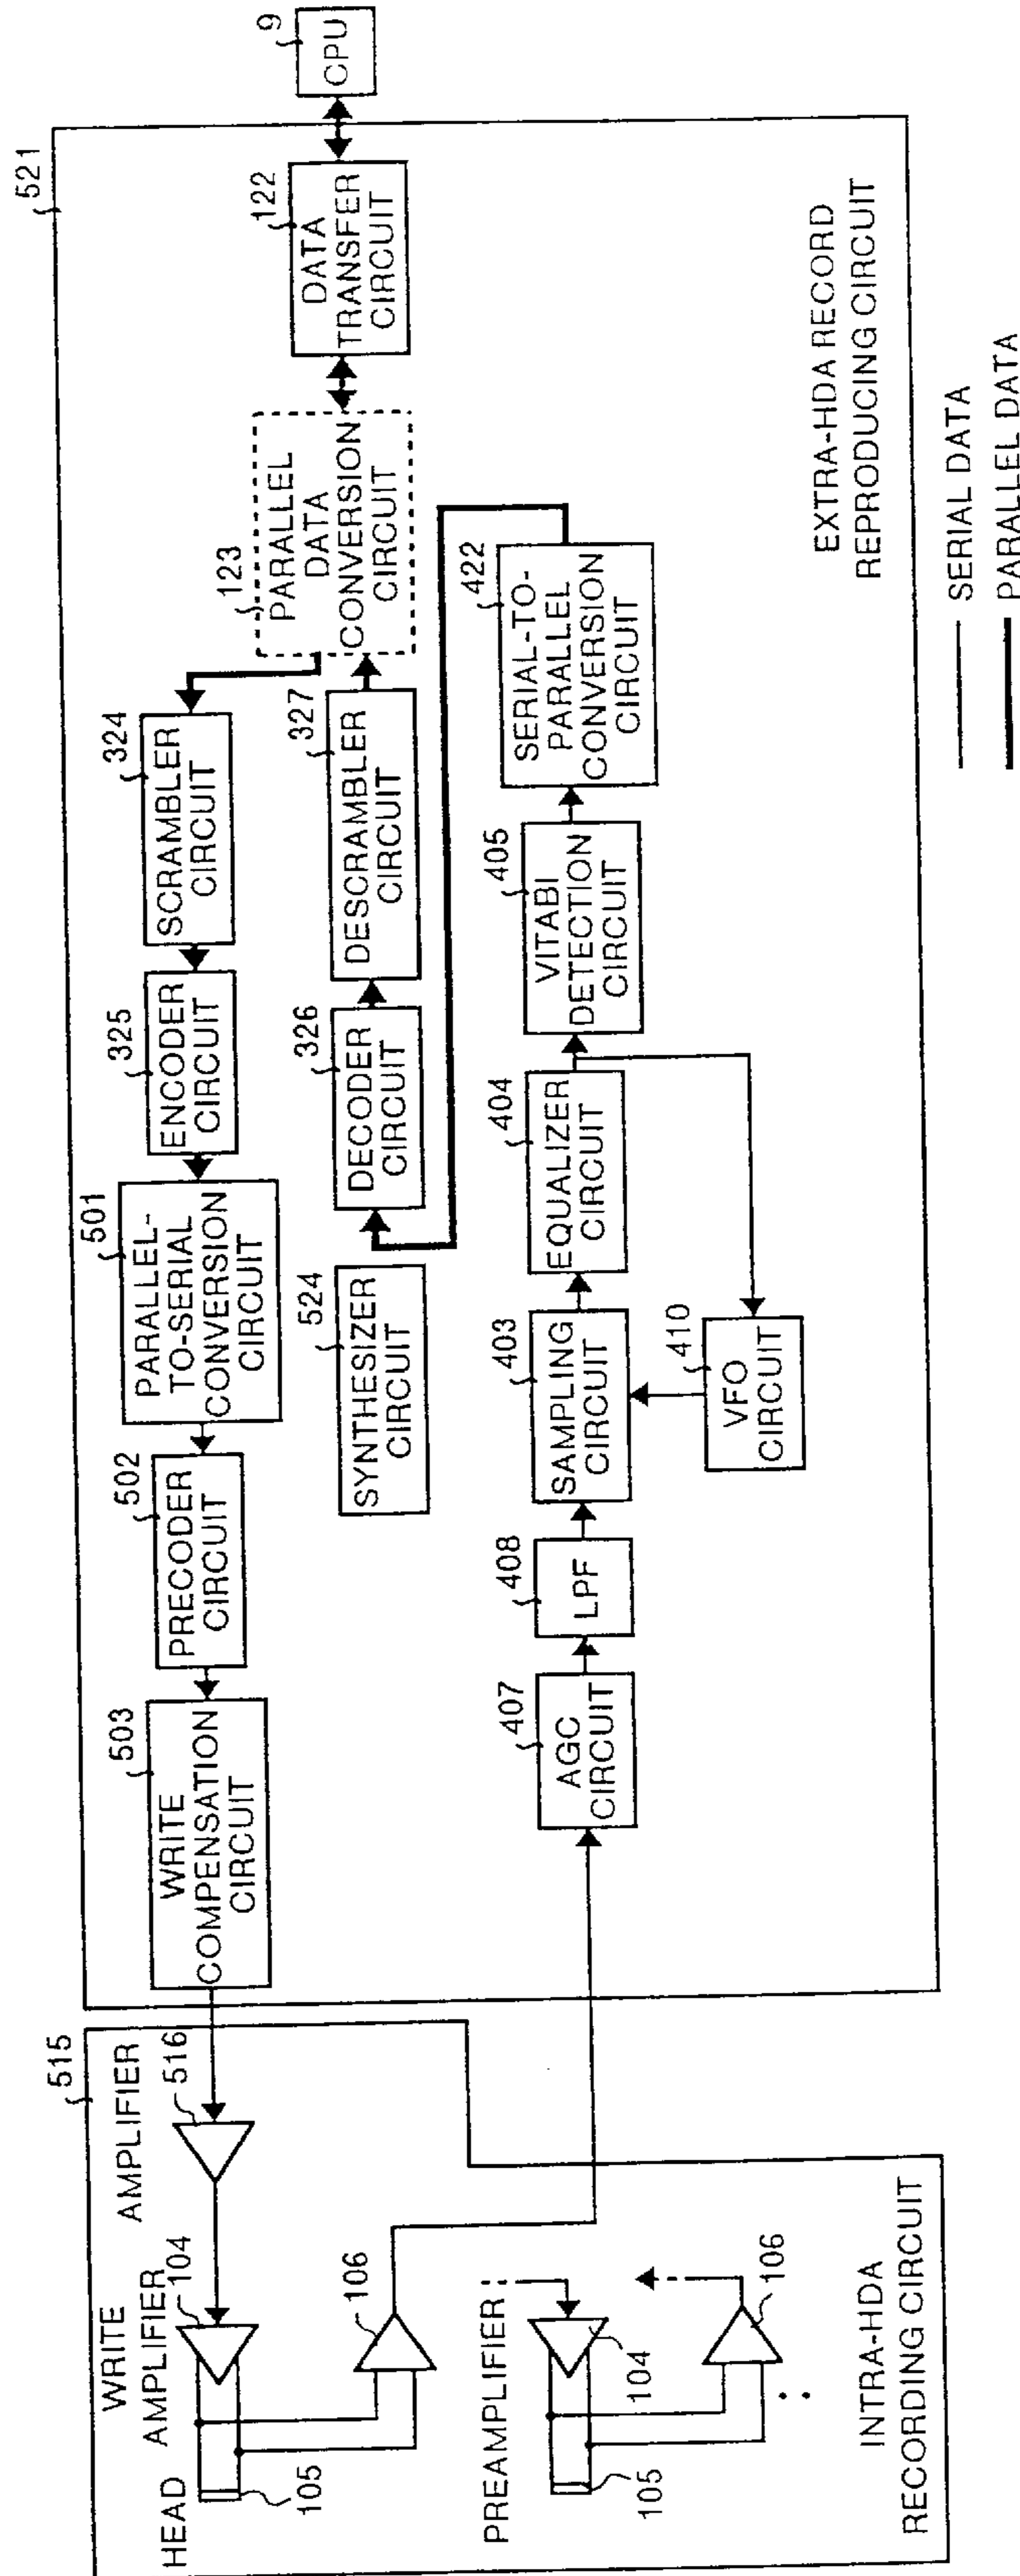 515
HEAD
WRITE
AMPLIFIER
104
AMPLIFIER
516
105
106
PREAMPLIFIER
104
105
106
INTRA-HDA
RECORDING CIRCUIT
521
503
WRITE
COMPENSATION
CIRCUIT
502
PRECODER
CIRCUIT
501
PARALLEL-
TO-SERIAL
CONVERSION
CIRCUIT
325
ENCODER
CIRCUIT
324
SCRAMBLER
CIRCUIT
123
PARALLEL
DATA
CONVERSION
CIRCUIT
122
DATA
TRANSFER
CIRCUIT
9
CPU
524
SYNTHESIZER
CIRCUIT
326
DECODER
CIRCUIT
327
DESCRAMBLER
CIRCUIT
407
AGC
CIRCUIT
408
LPF
403
SAMPLING
CIRCUIT
404
EQUALIZER
CIRCUIT
405
VITABI
DETECTION
CIRCUIT
422
SERIAL-TO-
PARALLEL
CONVERSION
CIRCUIT
410
VFO
CIRCUIT
EXTRA-HDA RECORD
REPRODUCING CIRCUIT
SERIAL DATA
PARALLEL DATA